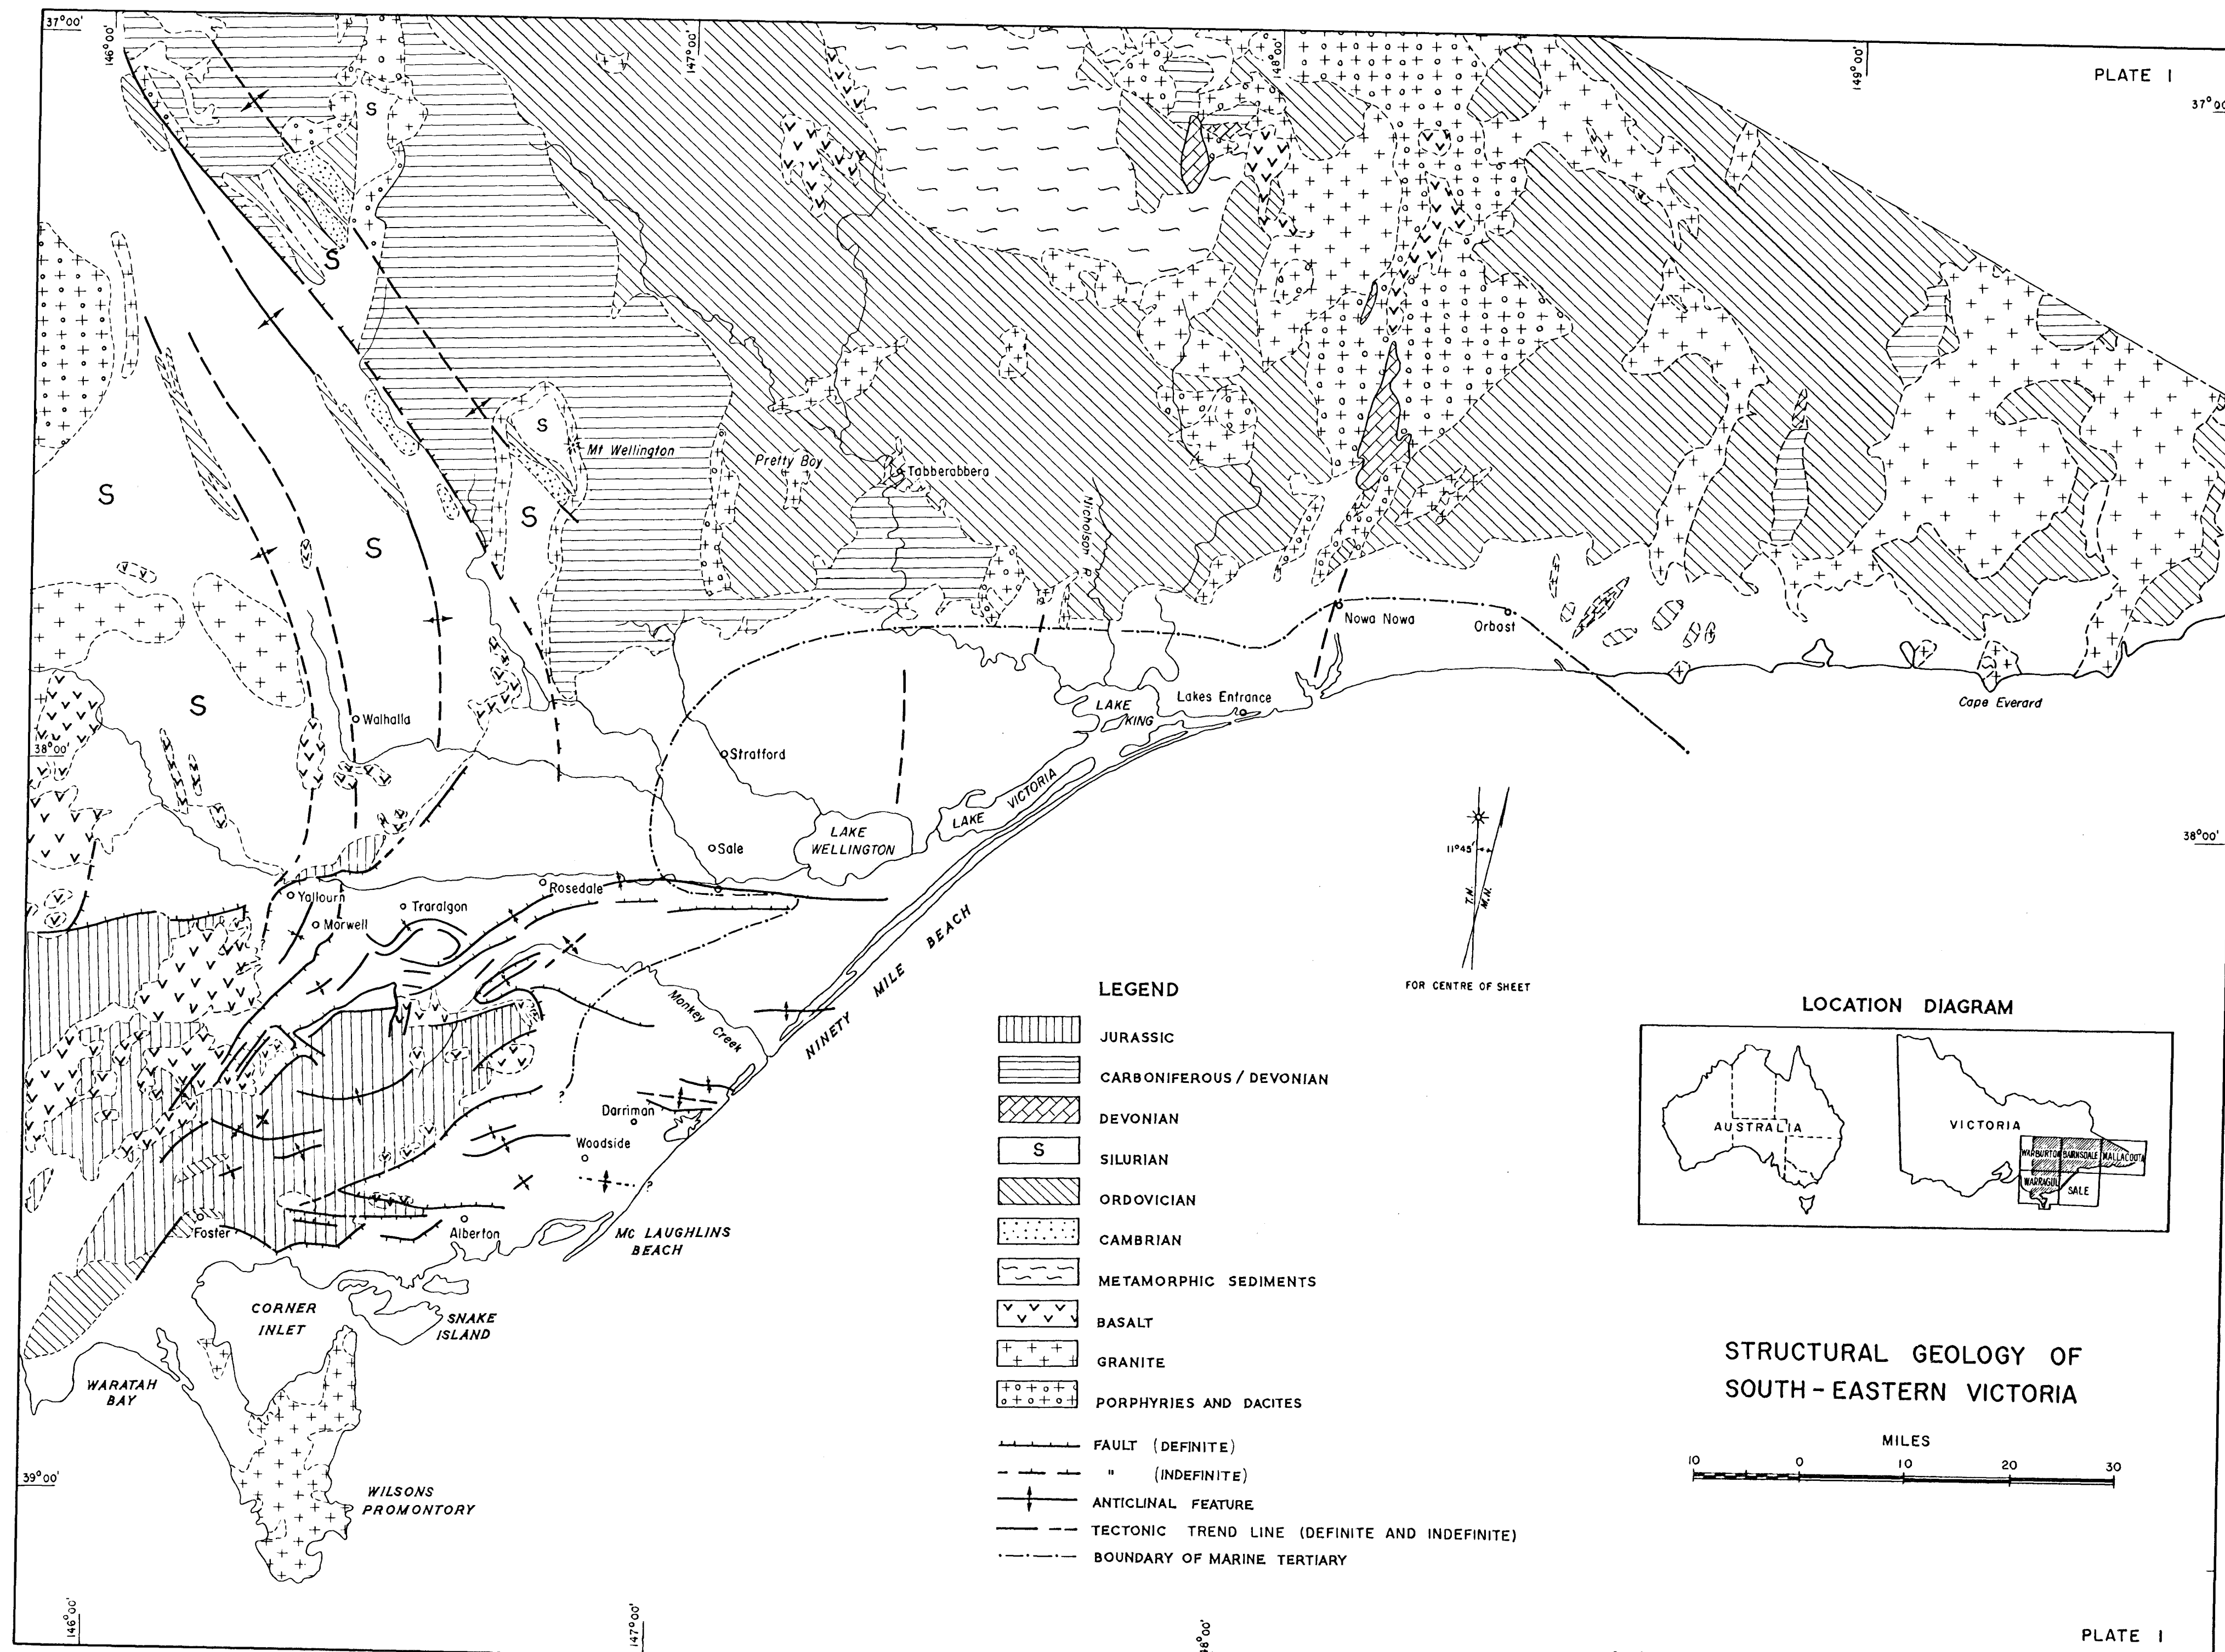 37°00'
146°00'
147°00'
148°00'
149°00'
PLATE 1
S
S
S
Mt Wellington
Pretty Boy
Tabberabbera
S
S
S
Nicholson R.
Nowa Nowa
Orbost
S
Walhalla
LAKE
KING
Lakes Entrance
Cape Everard
38°00'
Stratford
LAKE VICTORIA
LAKE
WELLINGTON
Sale
38°00'
11°45'
T.N.
M.N.
FOR CENTRE OF SHEET
Yallourn
Rosedale
Morwell
Traralgon
NINETY MILE BEACH
Monkey Creek
?
Darriman
Woodside
?
Foster
Alberton
Mc LAUGHLINS
BEACH
CORNER
INLET
SNAKE
ISLAND
WARATAH
BAY
WILSONS
PROMONTORY
39°00'
LEGEND
JURASSIC
CARBONIFEROUS / DEVONIAN
DEVONIAN
S
SILURIAN
ORDOVICIAN
CAMBRIAN
METAMORPHIC SEDIMENTS
BASALT
GRANITE
PORPHYRIES AND DACITES
FAULT (DEFINITE)
" (INDEFINITE)
ANTICLINAL FEATURE
TECTONIC TREND LINE (DEFINITE AND INDEFINITE)
BOUNDARY OF MARINE TERTIARY
LOCATION DIAGRAM
AUSTRALIA
VICTORIA
WARBURTON
BAIRNSDALE
MALLACOOTA
WARRAGUL
SALE
STRUCTURAL GEOLOGY OF
SOUTH-EASTERN VICTORIA
MILES
10 0 10 20 30
146°00'
147°00'
PLATE 1